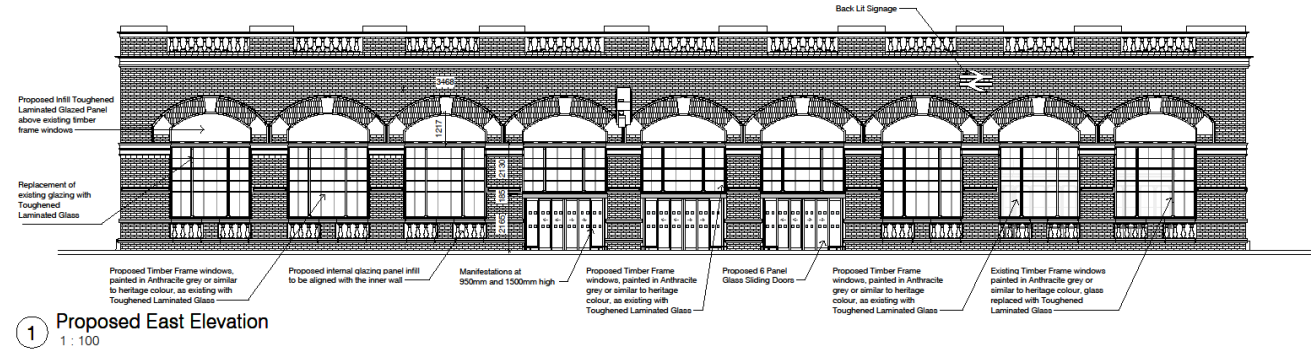 Back Lit Signage
3468
Proposed Infill Toughened
Laminated Glazed Panel
above existing timber
frame windows
1217
2130
Replacement of
existing glazing with
Toughened
Laminated Glass
185
2165
Proposed Timber Frame windows,
painted in Anthracite grey or similar
to heritage colour, as existing with
Toughened Laminated Glass
Proposed internal glazing panel infill
to be aligned with the inner wall
Manifestations at
950mm and 1500mm high
Proposed Timber Frame
windows, painted in Anthracite
grey or similar to heritage
colour, as existing with
Toughened Laminated Glass
Proposed 6 Panel
Glass Sliding Doors
Proposed Timber Frame
windows, painted in Anthracite
grey or similar to heritage
colour, as existing with
Toughened Laminated Glass
Existing Timber Frame windows
painted in Anthracite grey or
similar to heritage colour, glass
replaced with Toughened
Laminated Glass
1 Proposed East Elevation
1 : 100